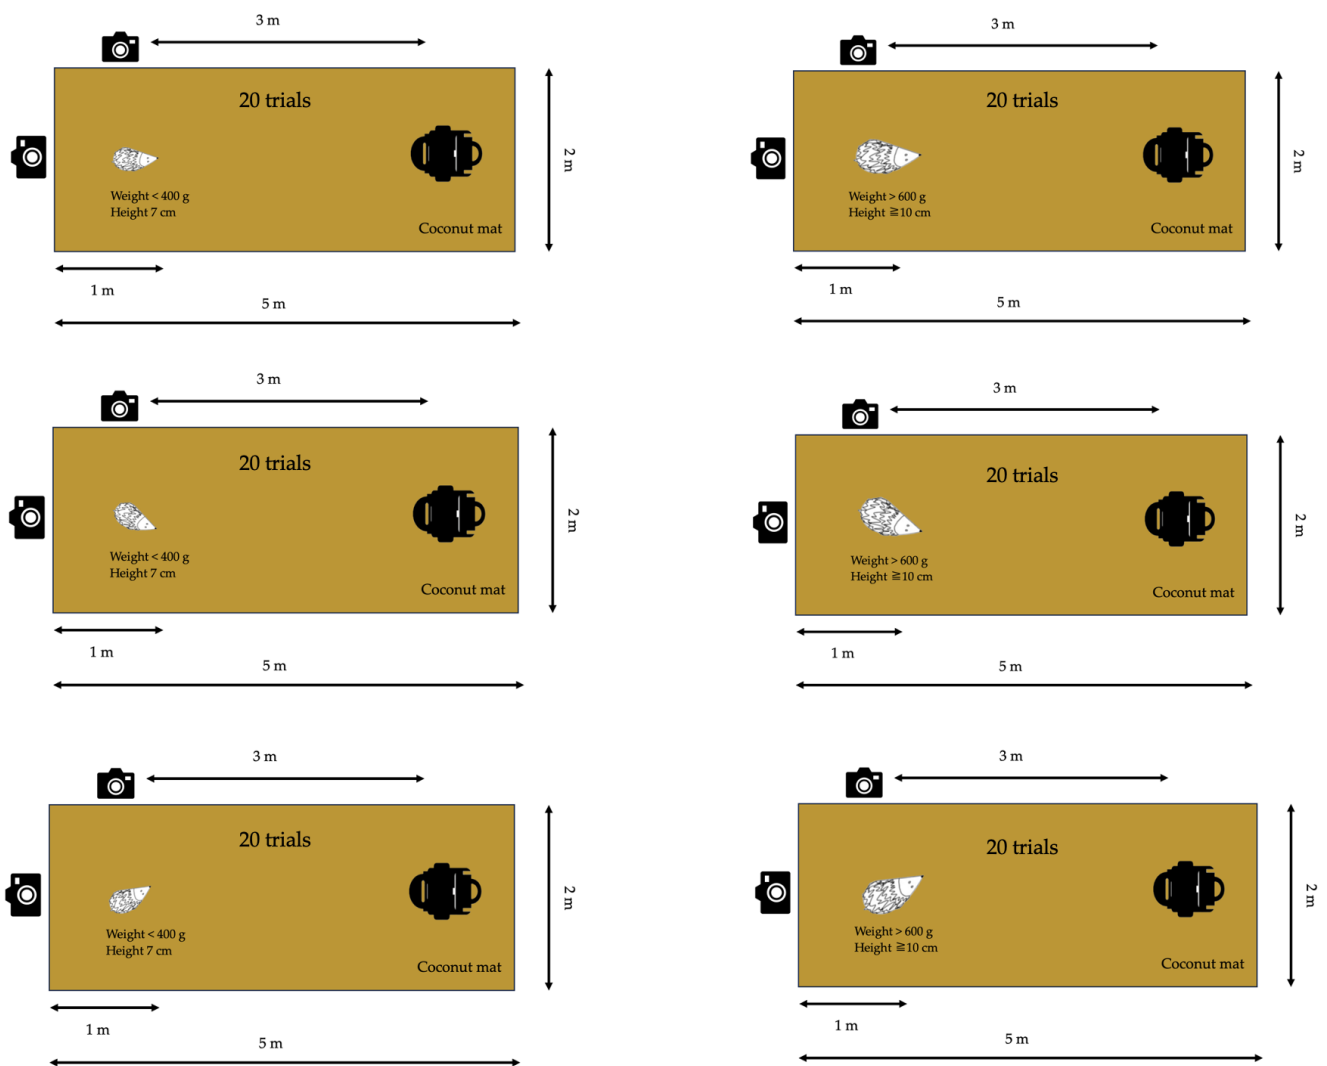 3 m
20 trials
2 m
Weight < 400 g
Height 7 cm
Coconut mat
1 m
5 m
3 m
20 trials
2 m
Weight > 600 g
Height ≧10 cm
Coconut mat
1 m
5 m
3 m
20 trials
2 m
Weight < 400 g
Height 7 cm
Coconut mat
1 m
5 m
3 m
20 trials
2 m
Weight > 600 g
Height ≧10 cm
Coconut mat
1 m
5 m
3 m
20 trials
2 m
Weight < 400 g
Height 7 cm
Coconut mat
1 m
5 m
3 m
20 trials
2 m
Weight > 600 g
Height ≧10 cm
Coconut mat
1 m
5 m